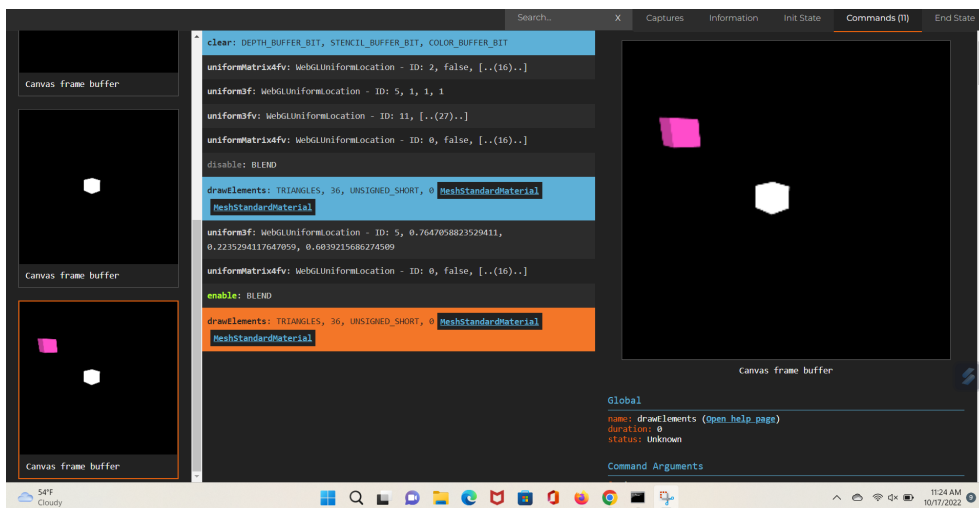 Search... X Captures Information Init State Commands (11) End State
Canvas frame buffer
Canvas frame buffer
Canvas frame buffer
clear: DEPTH_BUFFER_BIT, STENCIL_BUFFER_BIT, COLOR_BUFFER_BIT
uniformMatrix4fv: WebGLUniformLocation - ID: 2, false, [..(16)..]
uniform3f: WebGLUniformLocation - ID: 5, 1, 1, 1
uniform3fv: WebGLUniformLocation - ID: 11, [..(27)..]
uniformMatrix4fv: WebGLUniformLocation - ID: 0, false, [..(16)..]
disable: BLEND
drawElements: TRIANGLES, 36, UNSIGNED_SHORT, 0 MeshStandardMaterial
MeshStandardMaterial
uniform3f: WebGLUniformLocation - ID: 5, 0.7647058823529411,
0.2235294117647059, 0.6039215686274509
uniformMatrix4fv: WebGLUniformLocation - ID: 0, false, [..(16)..]
enable: BLEND
drawElements: TRIANGLES, 36, UNSIGNED_SHORT, 0 MeshStandardMaterial
MeshStandardMaterial
Canvas frame buffer
Global
name: drawElements (Open help page)
duration: 0
status: Unknown
Command Arguments
54°F
Cloudy
11:24 AM
10/17/2022
9